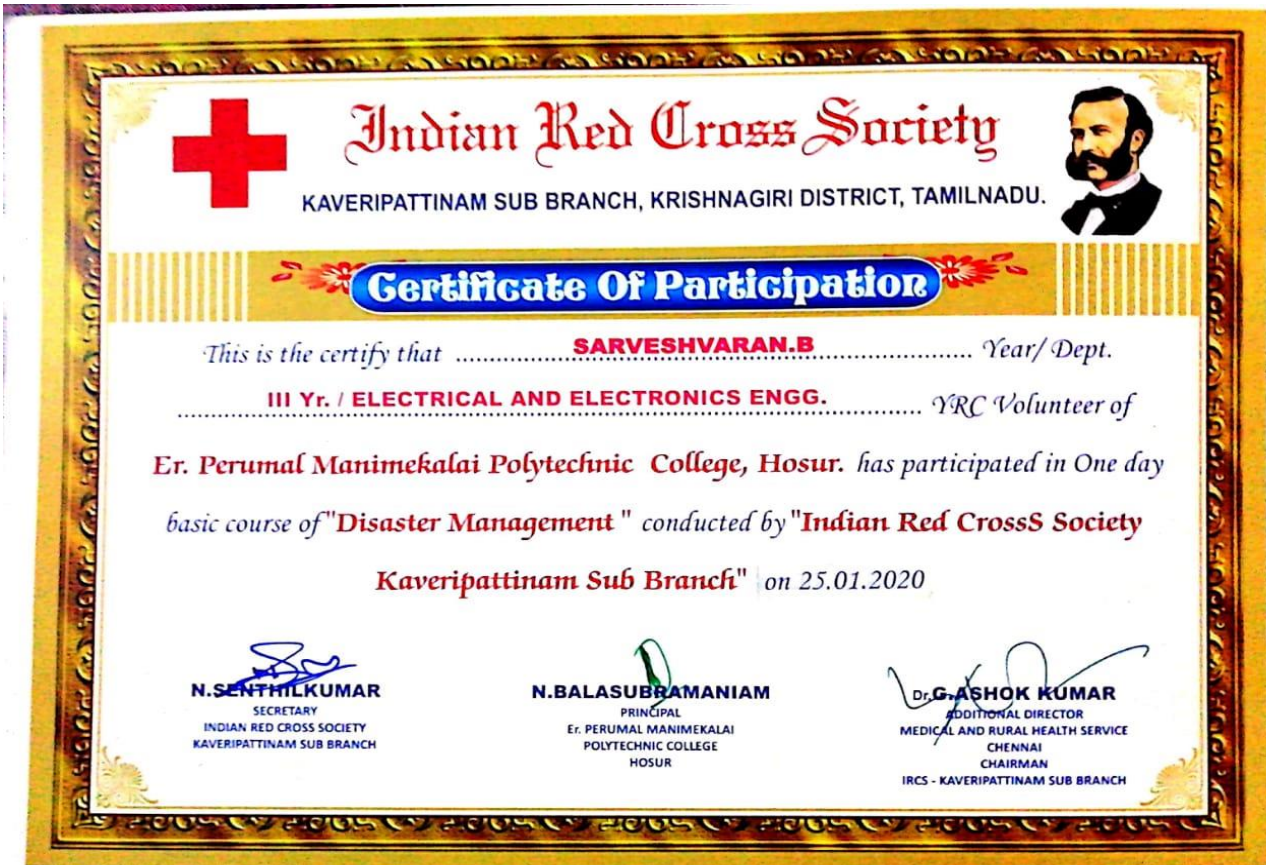 Indian Red Cross Society
KAVERIPATTINAM SUB BRANCH, KRISHNAGIRI DISTRICT, TAMILNADU.
Certificate Of Participation
This is the certify that ........................SARVESHVARAN.B........................ Year/ Dept.
................III Yr. / ELECTRICAL AND ELECTRONICS ENGG................ YRC Volunteer of
Er. Perumal Manimekalai Polytechnic College, Hosur. has participated in One day
basic course of "Disaster Management " conducted by "Indian Red CrossS Society
Kaveripattinam Sub Branch" on 25.01.2020
N.SENTHILKUMAR
SECRETARY
INDIAN RED CROSS SOCIETY
KAVERIPATTINAM SUB BRANCH
N.BALASUBRAMANIAM
PRINCIPAL
Er. PERUMAL MANIMEKALAI
POLYTECHNIC COLLEGE
HOSUR
Dr.G.ASHOK KUMAR
ADDITIONAL DIRECTOR
MEDICAL AND RURAL HEALTH SERVICE
CHENNAI
CHAIRMAN
IRCS - KAVERIPATTINAM SUB BRANCH